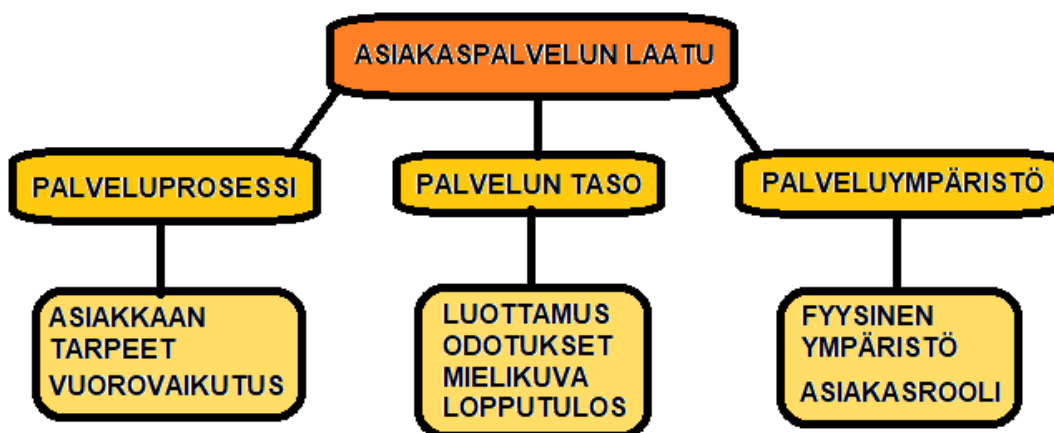 ASIAKASPALVELUN LAATU
PALVELUPROSESSI
PALVELUN TASO
PALVELUYMPÄRISTÖ
ASIAKKAAN
TARPEET
VUOROVAIKUTUS
LUOTTAMUS
ODOTUKSET
MIELIKUVA
LOPPUTULOS
FYYSINEN
YMPÄRISTÖ
ASIAKASROOLI